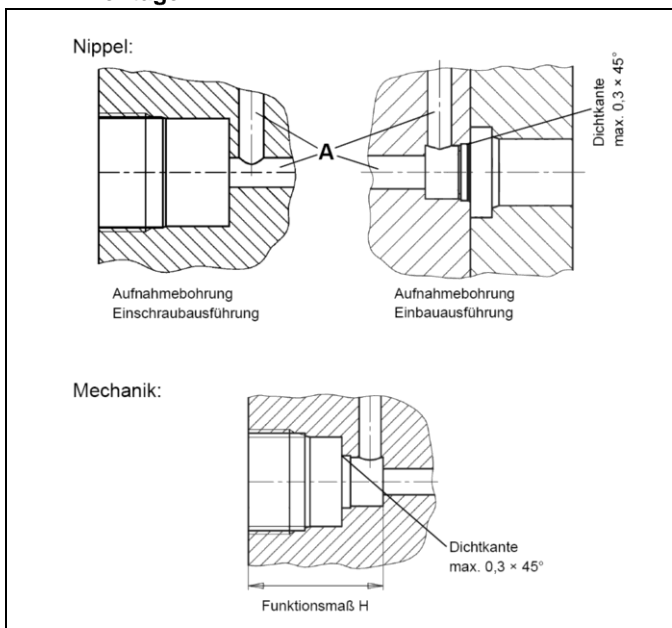 Nippel:
A
Dichtkante
max. 0,3 × 45°
Aufnahmebohrung
Einschraubausführung
Aufnahmebohrung
Einbauausführung
Mechanik:
Dichtkante
max. 0,3 × 45°
Funktionsmaß H